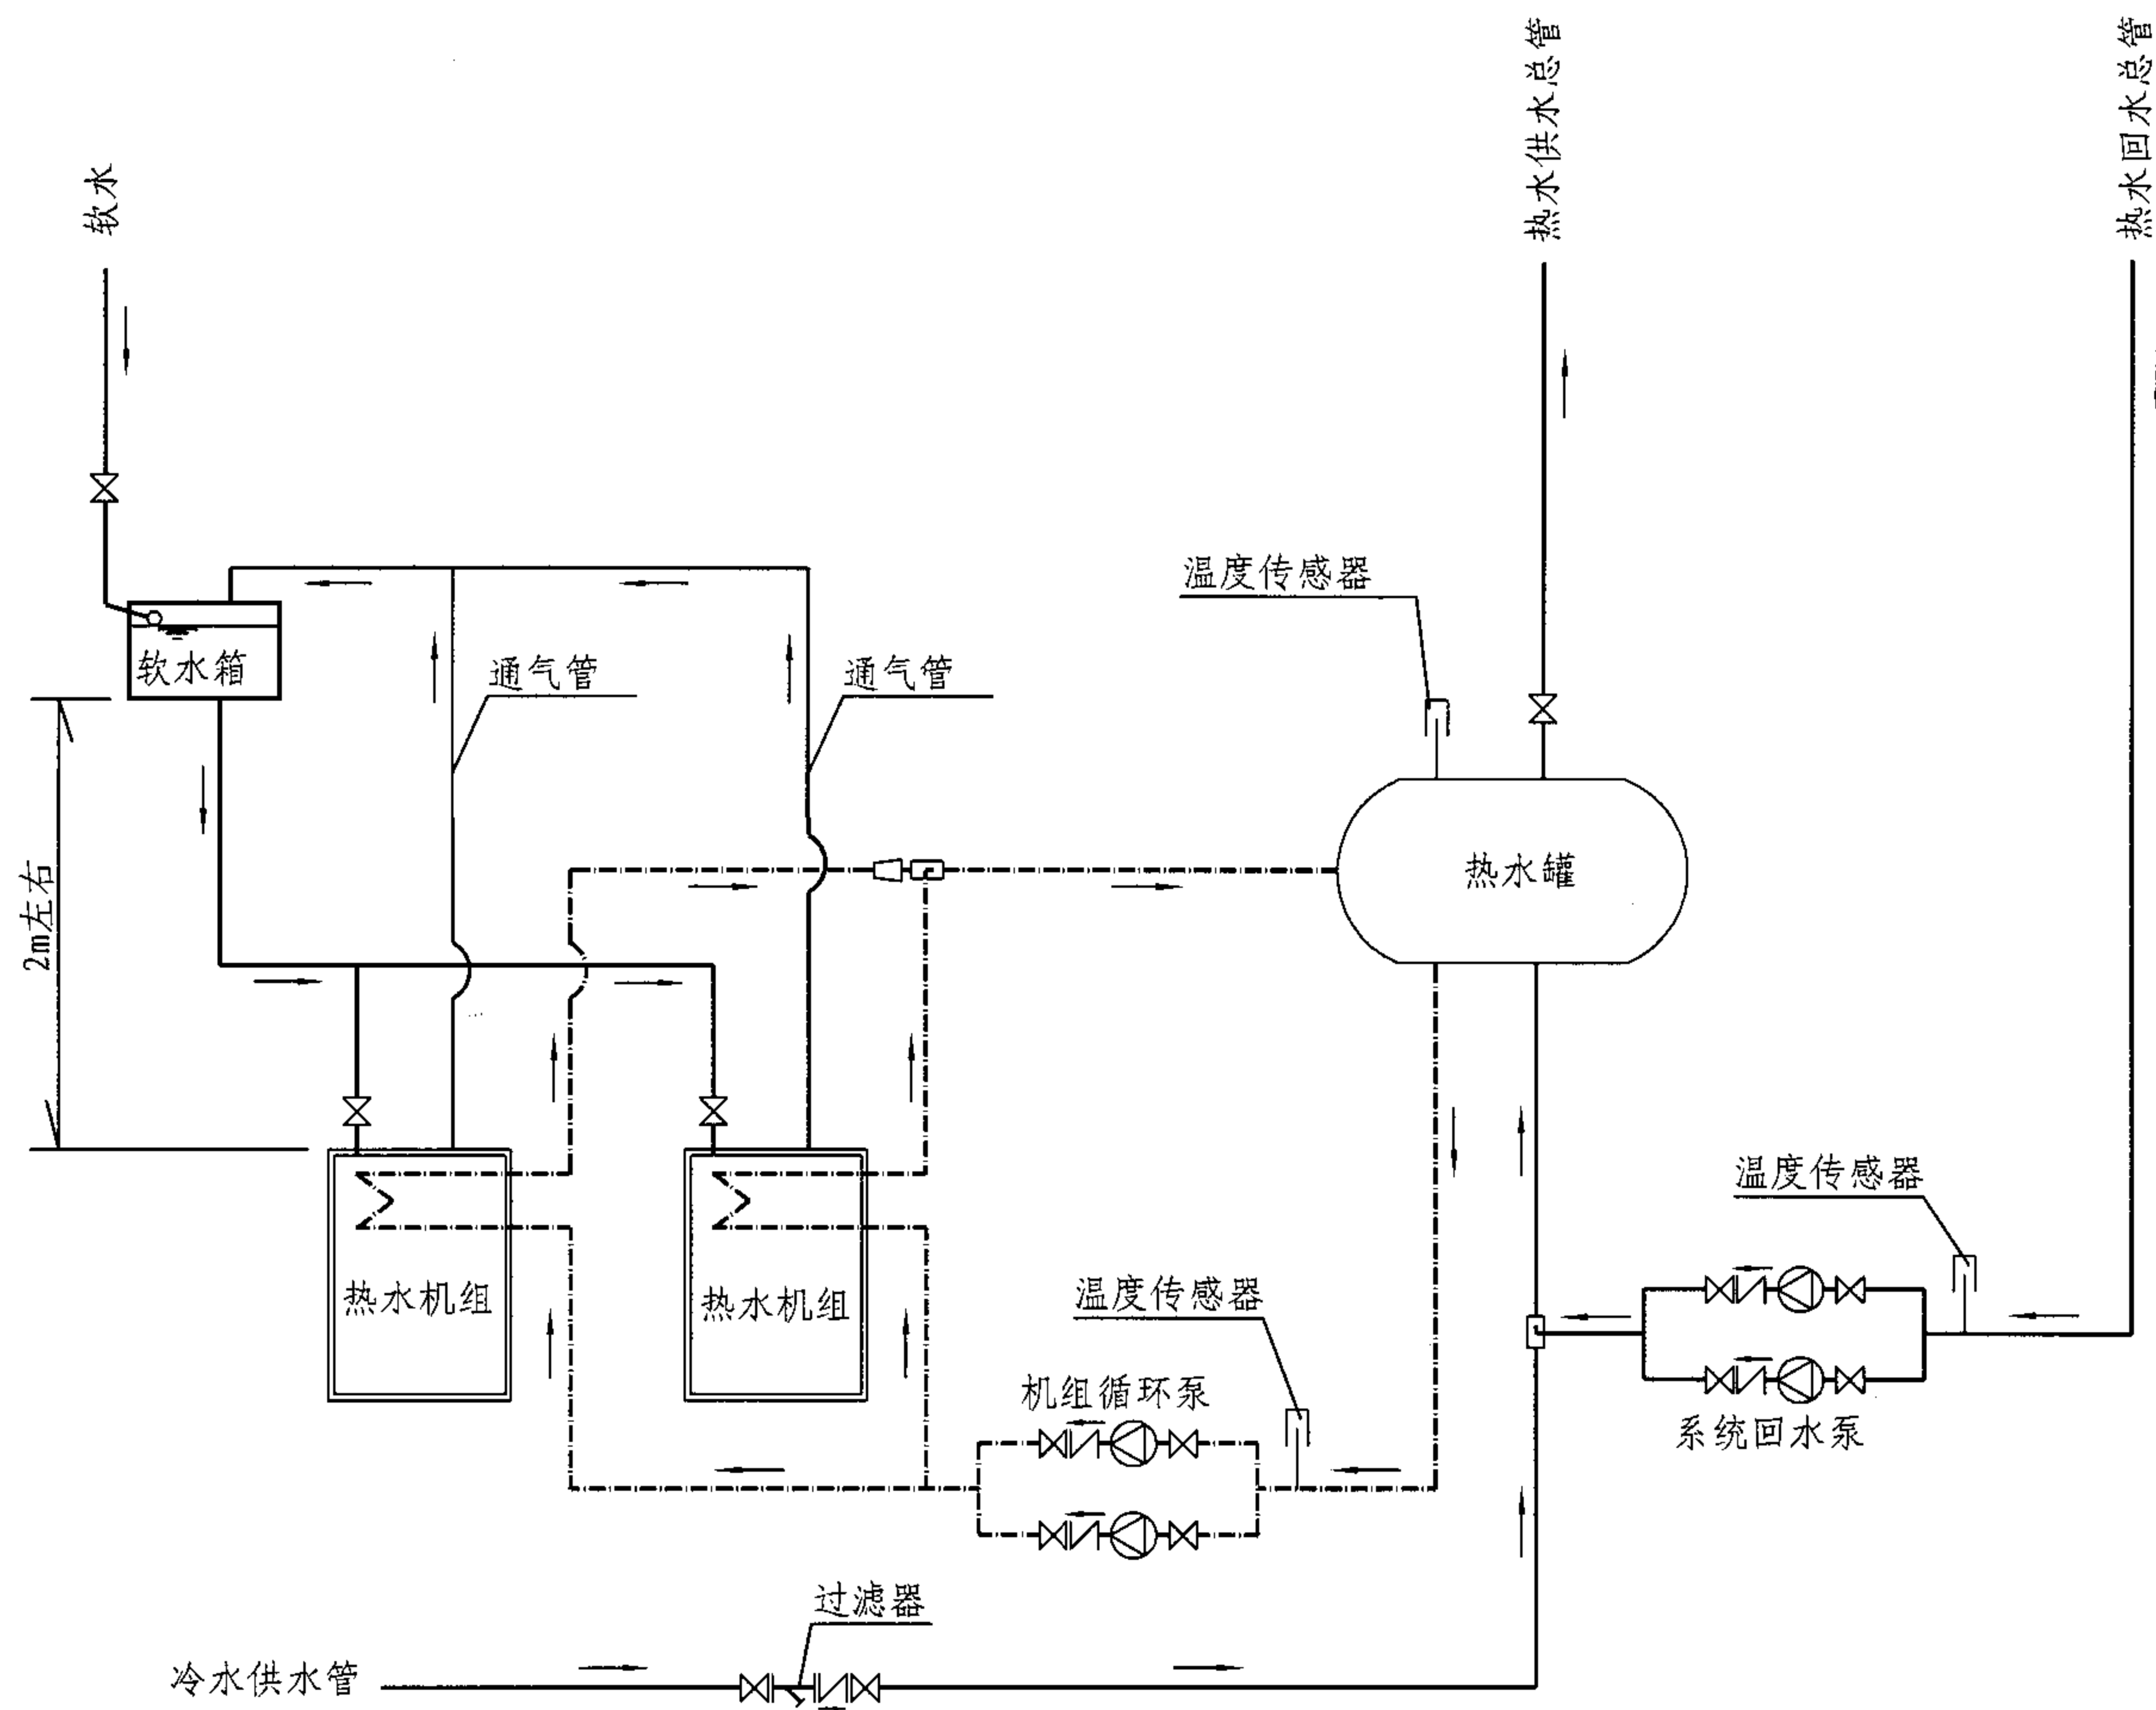 热水供水总管
热水回水总管
软水
温度传感器
软水箱
通气管
通气管
热水罐
2m左右
温度传感器
热水机组
热水机组
温度传感器
机组循环泵
系统回水泵
过滤器
冷水供水管